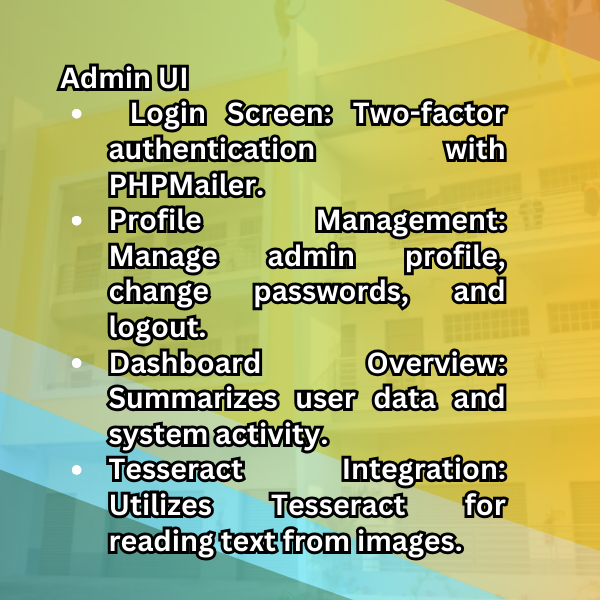 Admin UI
• Login Screen: Two-factor
authentication with
PHPMailer.
• Profile Management:
Manage admin profile,
change passwords, and
logout.
• Dashboard Overview:
Summarizes user data and
system activity.
• Tesseract Integration:
Utilizes Tesseract for
reading text from images.